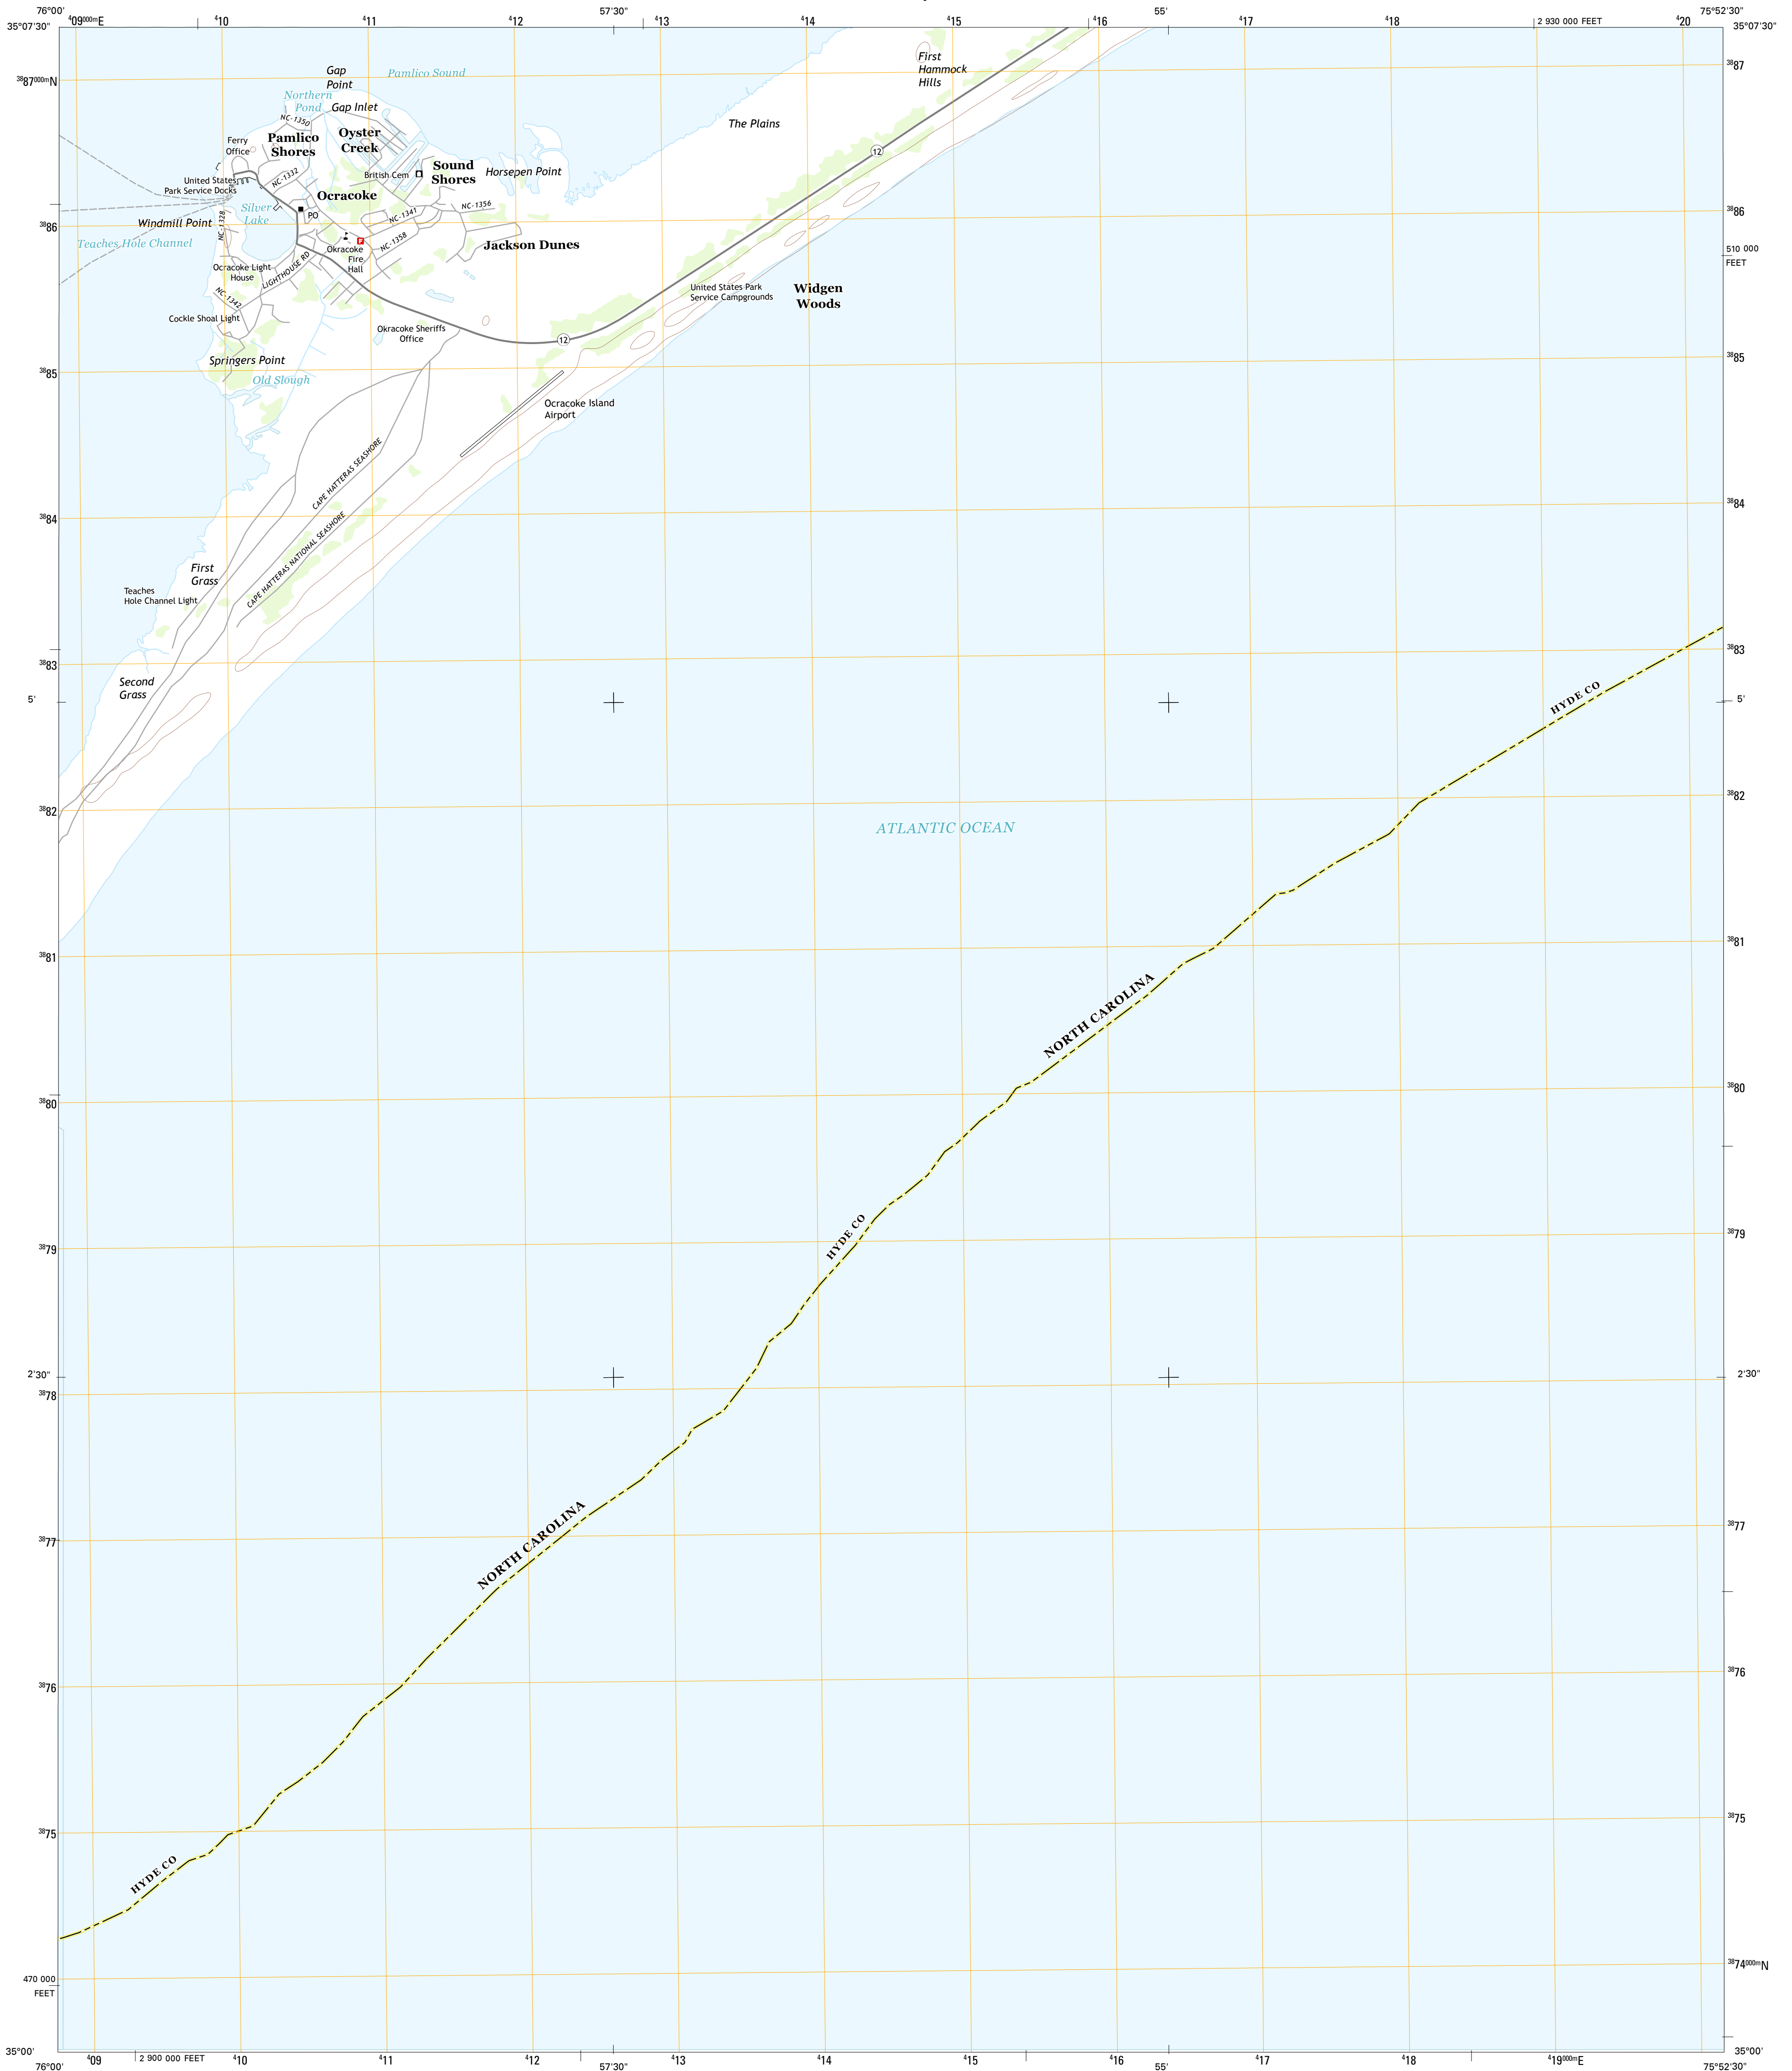 76°00'
57'30"
55'
75°52'30"
⁴09⁰⁰⁰ᵐE
⁴10
⁴11
⁴12
⁴13
⁴14
⁴15
⁴16
⁴17
⁴18
2 930 000 FEET
⁴20
35°07'30"
35°07'30"
³⁸87⁰⁰⁰ᵐN
³⁸87
Gap
Point
Pamlico Sound
Northern
Pond
Gap Inlet
First
Hammock
Hills
The Plains
NC-1350
Ferry
Office
Pamlico
Shores
Oyster
Creek
12
British Cem
Sound
Shores
Horsepen Point
United States
Park Service Docks
NC-1332
Ocracoke
Silver
Lake
PO
NC-1341
NC-1356
Windmill Point
NC-1328
³⁸86
³⁸86
F
NC-1358
Teaches Hole Channel
Okracoke
Fire
Hall
Jackson Dunes
510 000
FEET
Ocracoke Light
House
LIGHTHOUSE RD
NC-1342
United States Park
Service Campgrounds
Widgen
Woods
Cockle Shoal Light
Okracoke Sheriffs
Office
12
Springers Point
³⁸85
³⁸85
Old Slough
Ocracoke Island
Airport
CAPE HATTERAS SEASHORE
³⁸84
³⁸84
CAPE HATTERAS NATIONAL SEASHORE
First
Grass
Teaches
Hole Channel Light
³⁸83
³⁸83
Second
Grass
5'
5'
HYDE CO
³⁸82
³⁸82
ATLANTIC OCEAN
³⁸81
³⁸81
NORTH CAROLINA
³⁸80
³⁸80
HYDE CO
³⁸79
³⁸79
2'30"
2'30"
³⁸78
³⁸77
³⁸77
NORTH CAROLINA
³⁸76
³⁸76
³⁸75
³⁸75
HYDE CO
³⁸74⁰⁰⁰ᵐN
470 000
FEET
35°00'
35°00'
⁴09
2 900 000 FEET
⁴10
⁴11
⁴12
⁴13
⁴14
⁴15
⁴16
⁴17
⁴18
⁴19⁰⁰⁰ᵐE
76°00'
57'30"
55'
75°52'30"